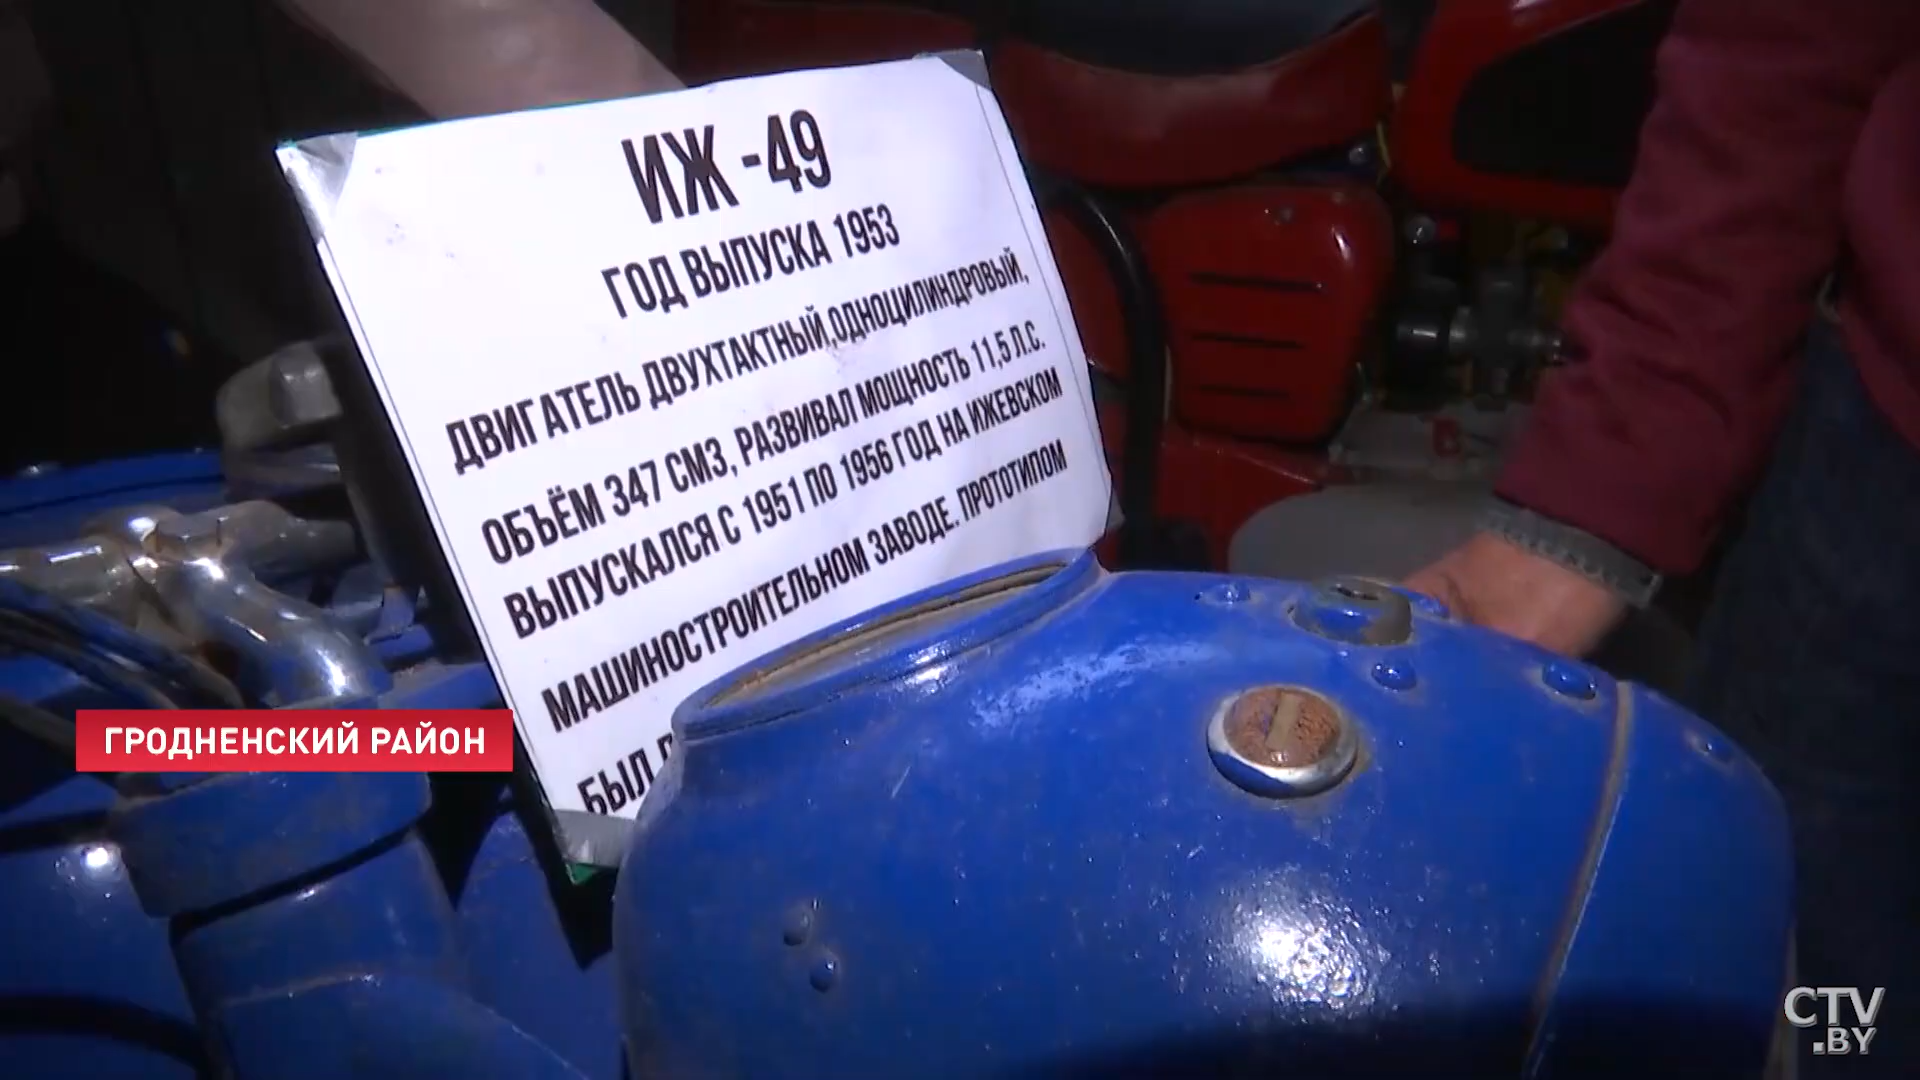 ИЖ -49
ГОД ВЫПУСКА 1953
ДВИГАТЕЛЬ ДВУХТАКТНЫЙ,ОДНОЦИЛИНДРОВЫЙ,
ОБЪЁМ 347 СМ3, РАЗВИВАЛ МОЩНОСТЬ 11,5 Л.С.
ВЫПУСКАЛСЯ С 1951 ПО 1956 ГОД НА ИЖЕВСКОМ
МАШИНОСТРОИТЕЛЬНОМ ЗАВОДЕ. ПРОТОТИПОМ
БЫЛ
ГРОДНЕНСКИЙ РАЙОН
CTV
.BY